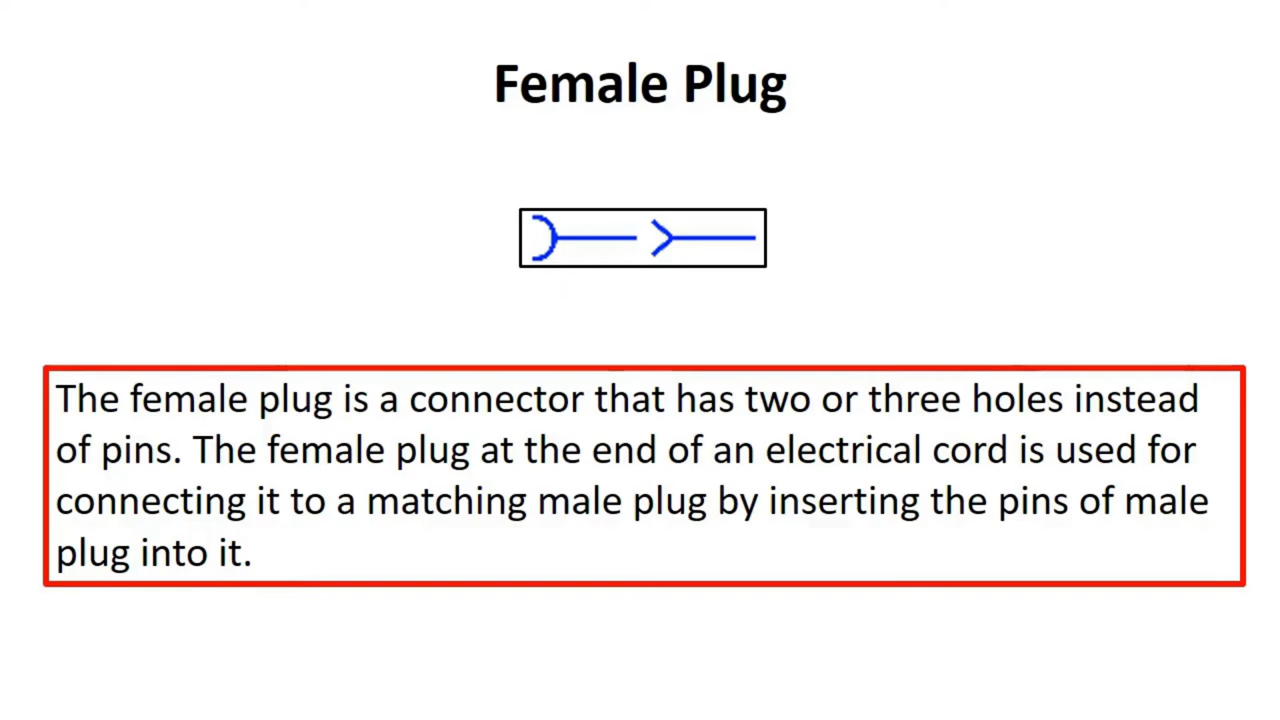 Female Plug
The female plug is a connector that has two or three holes instead
of pins. The female plug at the end of an electrical cord is used for
connecting it to a matching male plug by inserting the pins of male
plug into it.